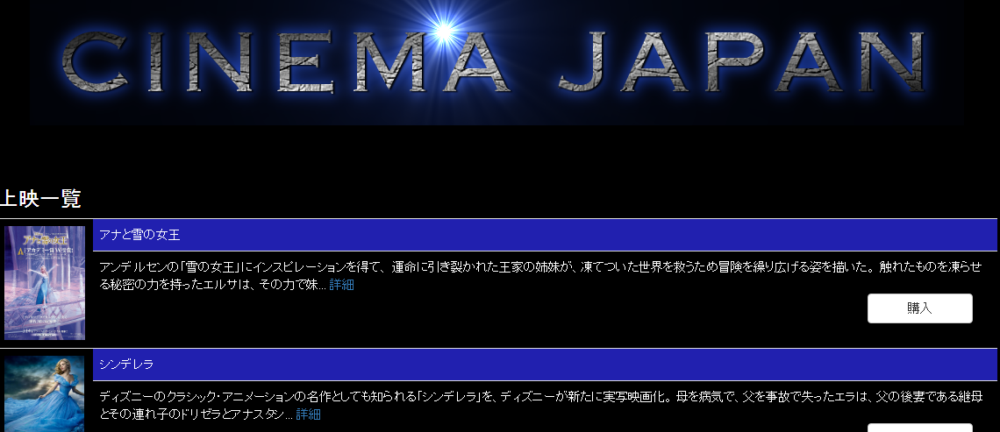 CINEMA JAPAN
上映一覧
アナと雪の女王
アナと雪の女王
アンデルセンの「雪の女王」にインスピレーションを得て、運命に引き裂かれた王家の姉妹が、凍てついた世界を救うため冒険を繰り広げる姿を描いた。触れたものを凍らせ
る秘密の力を持ったエルサは、その力で妹... 詳細
購入
シンデレラ
ディズニーのクラシック・アニメーションの名作としても知られる「シンデレラ」を、ディズニーが新たに実写映画化。母を病気で、父を事故で失ったエラは、父の後妻である継母
とその連れ子のドリゼラとアナスタシ... 詳細